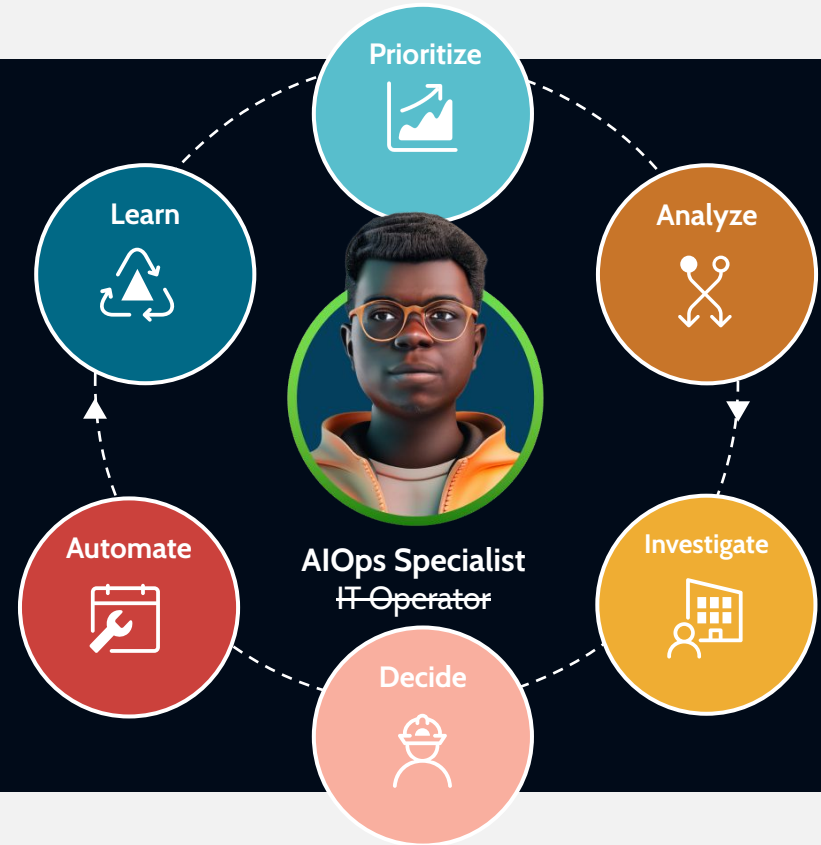 Prioritize
Learn
Analyze
Automate
Investigate
AIOps Specialist
IT Operator
Decide